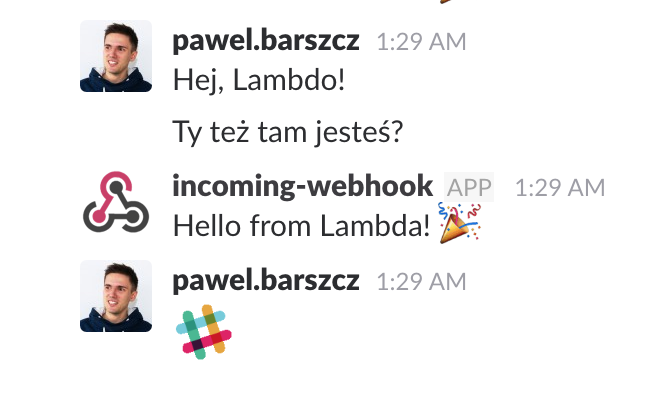 pawel.barszcz 1:29 AM
Hej, Lambdo!
Ty też tam jesteś?
incoming-webhook APP 1:29 AM
Hello from Lambda! 🎉
pawel.barszcz 1:29 AM